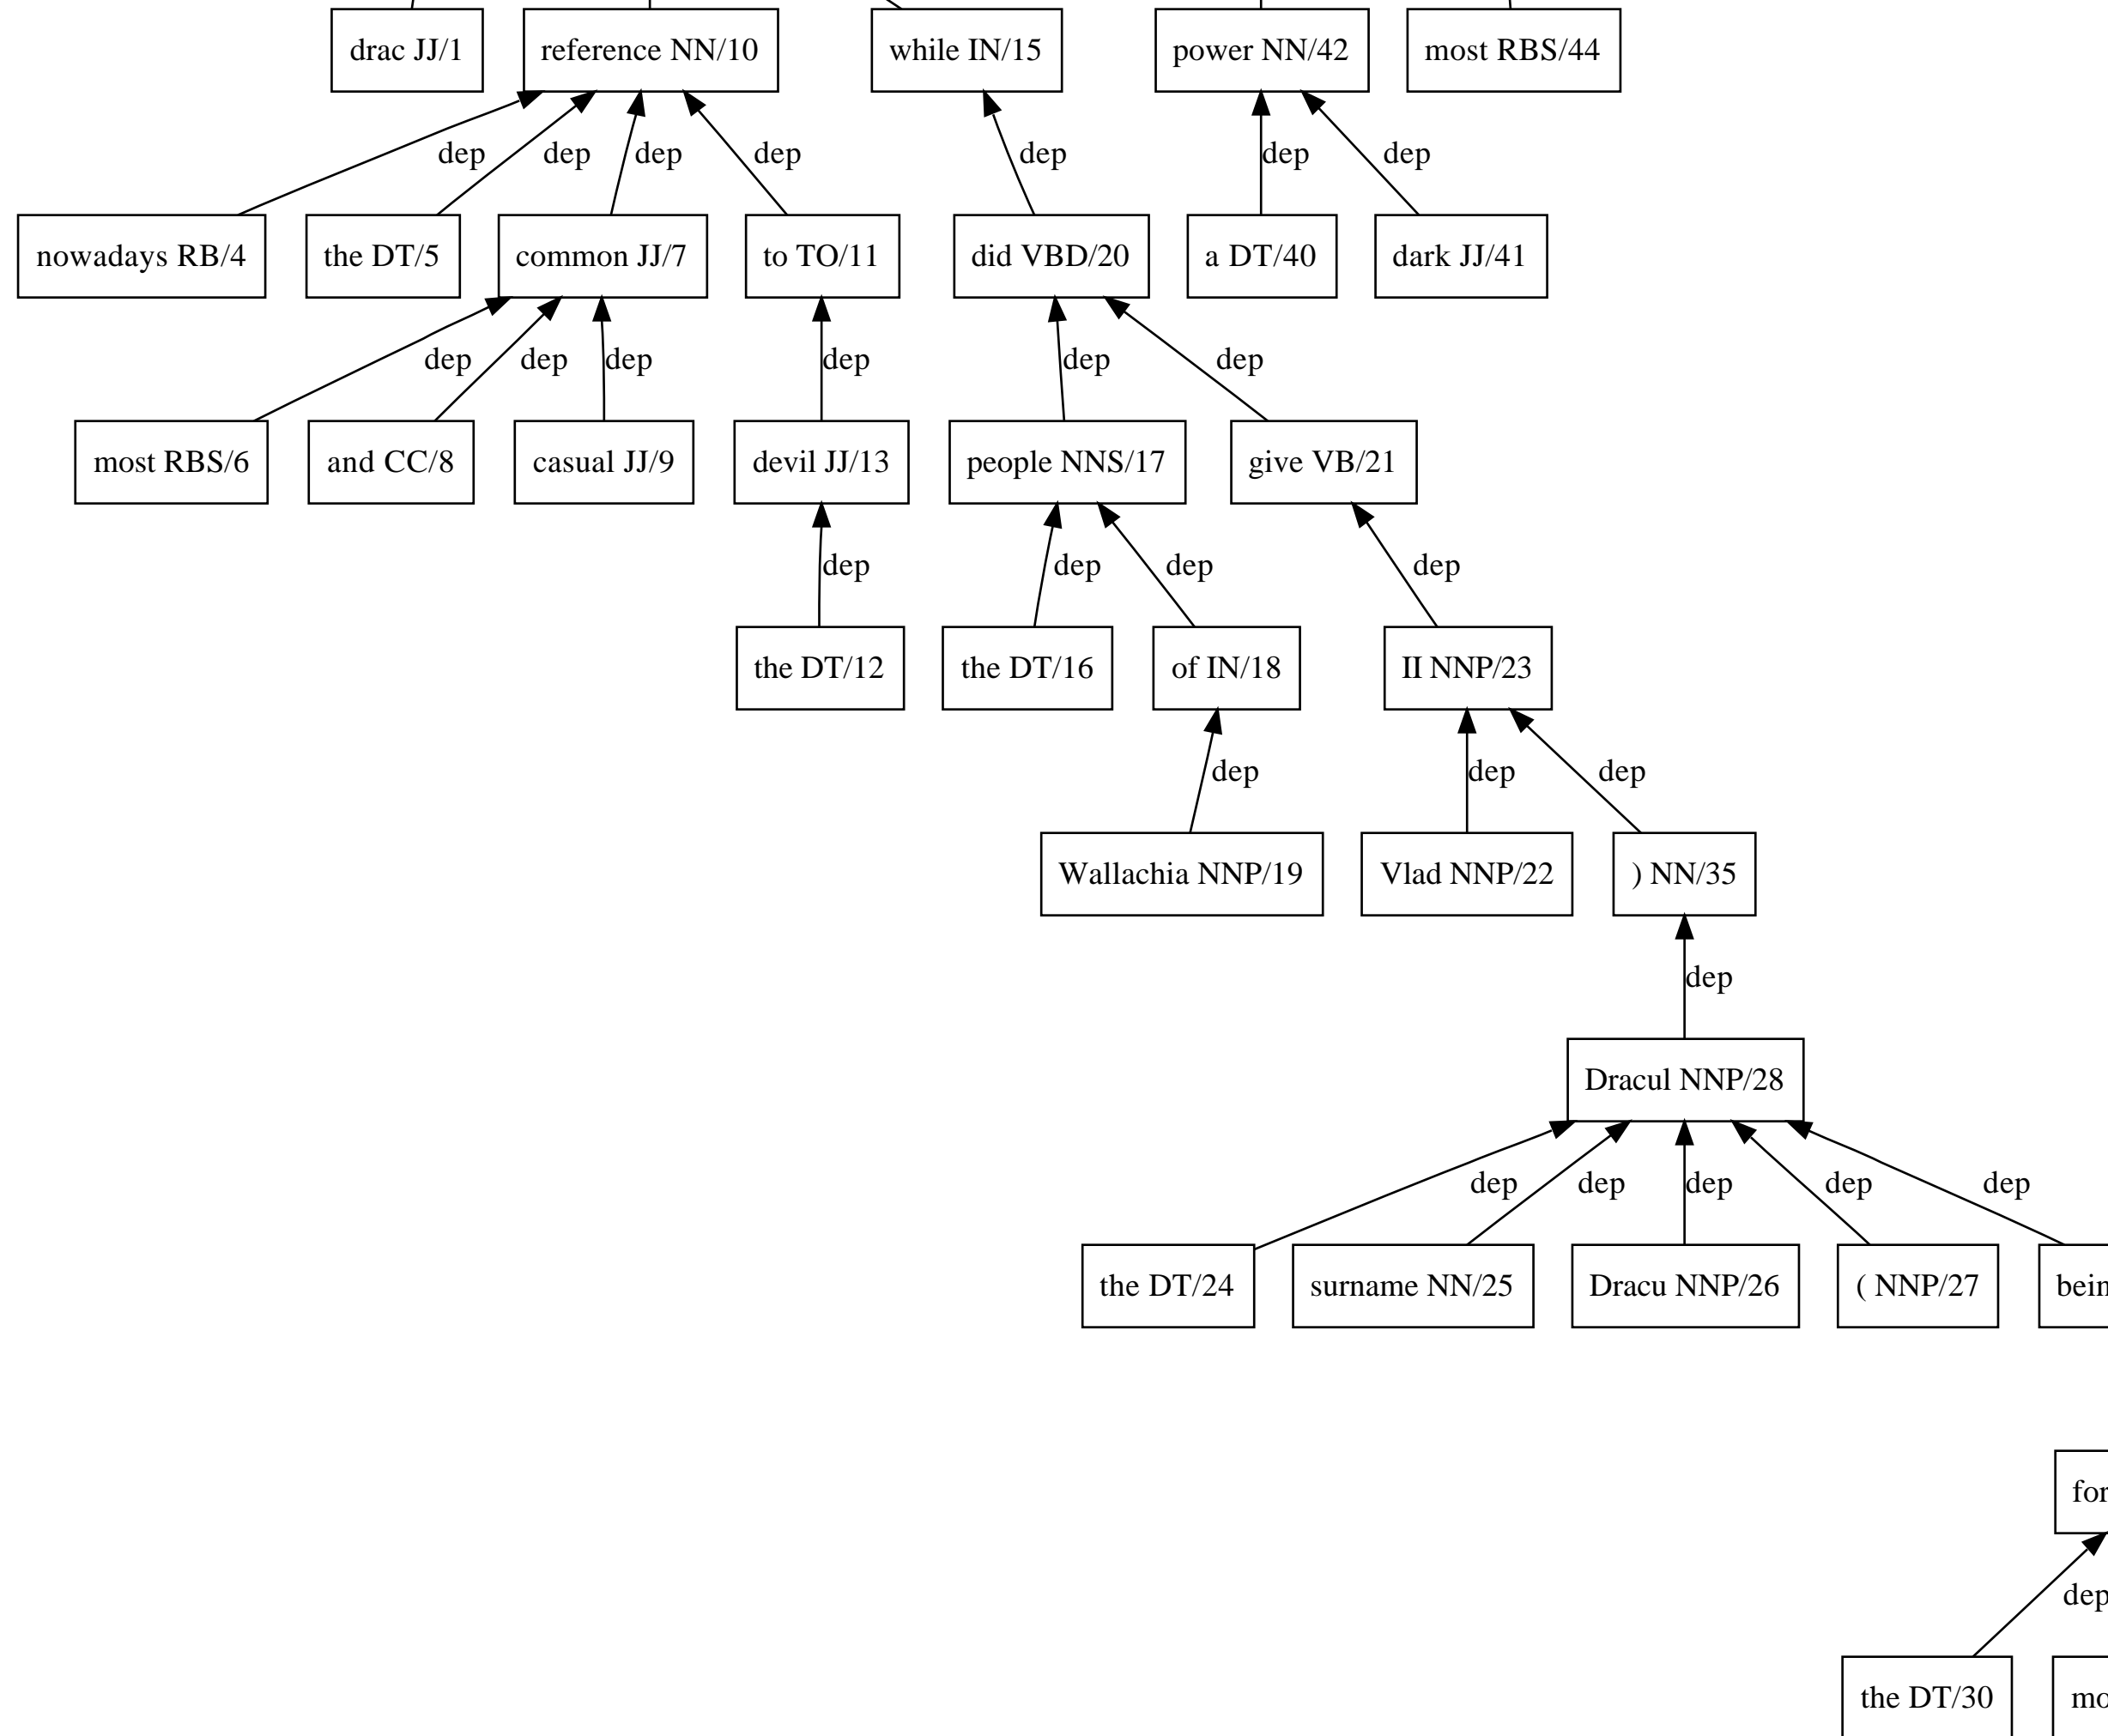 drac JJ/1 reference NN/10 while IN/15 power NN/42 most RBS/44
dep dep dep dep dep dep dep
nowadays RB/4 the DT/5 common JJ/7 to TO/11 did VBD/20 a DT/40 dark JJ/41
dep dep dep dep dep dep
most RBS/6 and CC/8 casual JJ/9 devil JJ/13 people NNS/17 give VB/21
dep dep dep dep
the DT/12 the DT/16 of IN/18 II NNP/23
dep dep dep
Wallachia NNP/19 Vlad NNP/22 ) NN/35
dep
Dracul NNP/28
dep dep dep dep dep
the DT/24 surname NN/25 Dracu NNP/26 ( NNP/27 bein
for
dep
the DT/30 mo